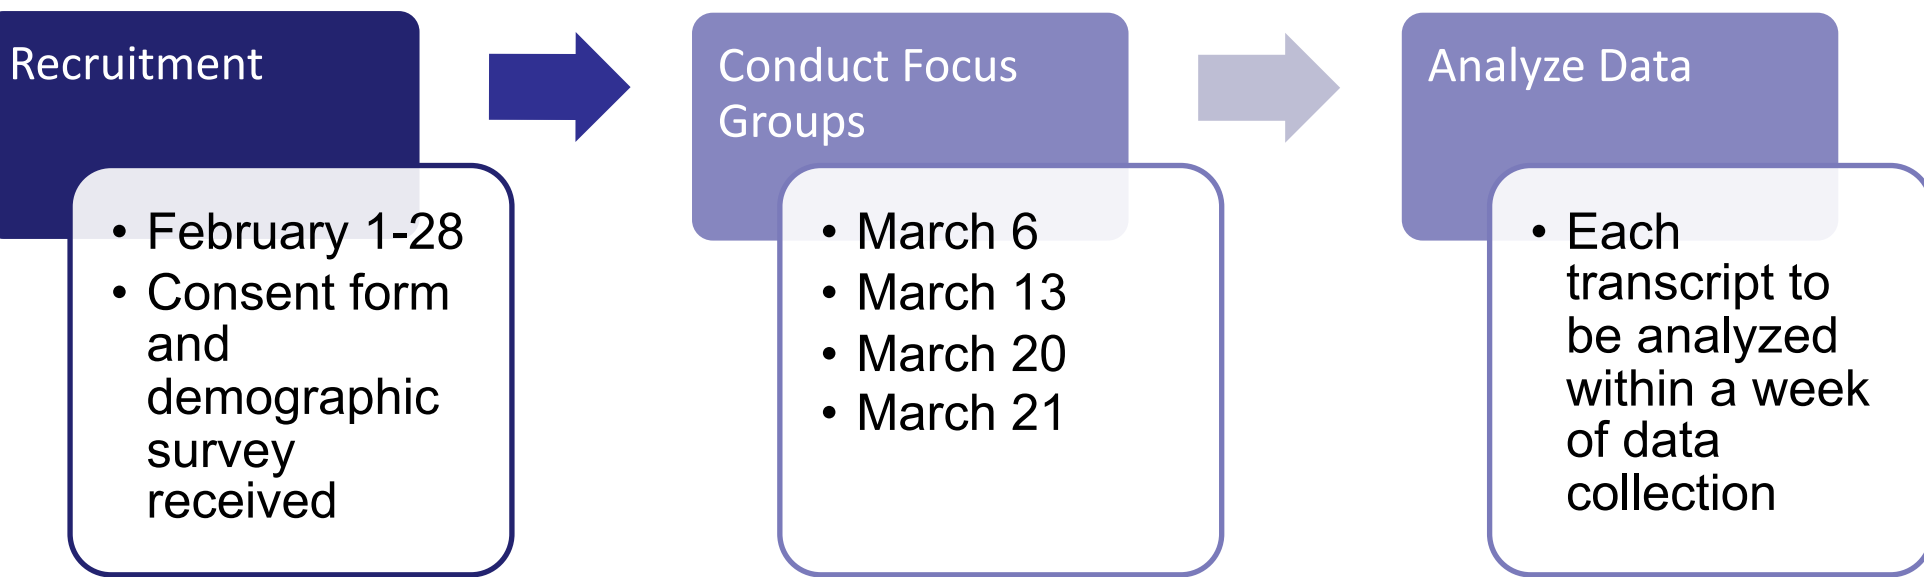 Recruitment
• February 1-28
• Consent form
and
demographic
survey
received
Conduct Focus
Groups
• March 6
• March 13
• March 20
• March 21
Analyze Data
• Each
transcript to
be analyzed
within a week
of data
collection